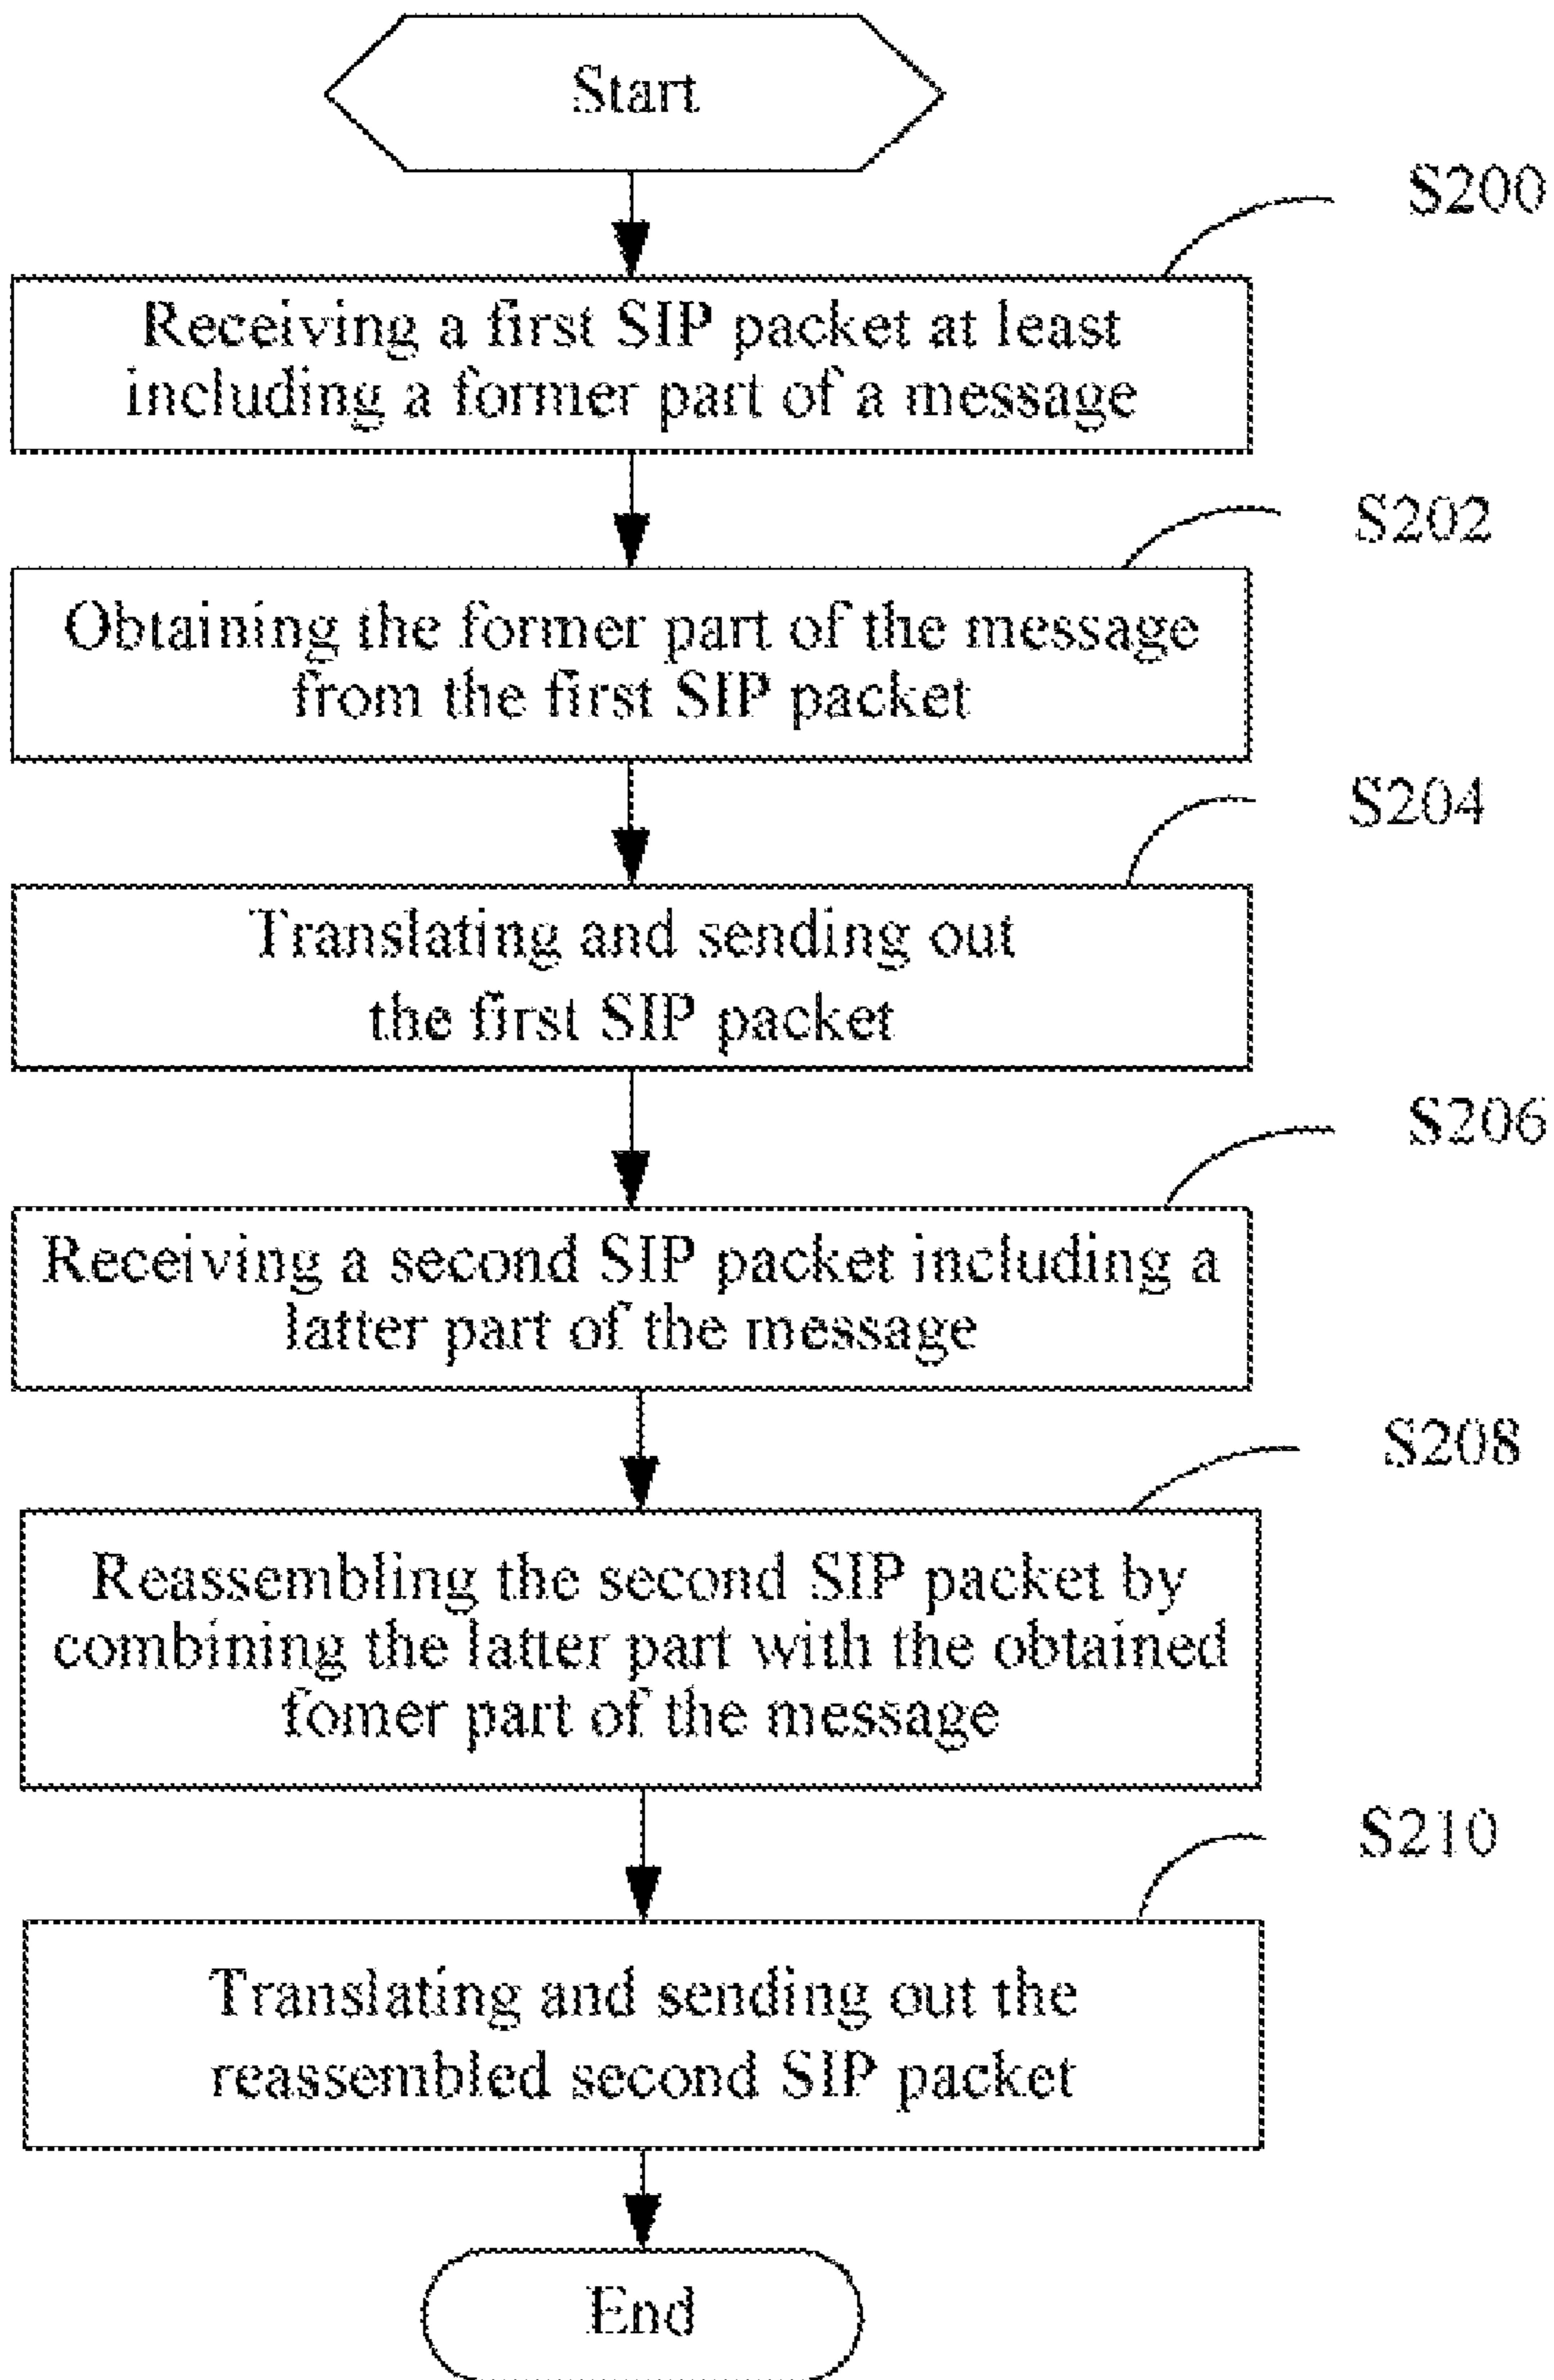 Start
S200
Receiving a first SIP packet at least
including a former part of a message
S202
Obtaining the former part of the message
from the first SIP packet
S204
Translating and sending out
the first SIP packet
S206
Receiving a second SIP packet including a
latter part of the message
S208
Reassembling the second SIP packet by
combining the latter part with the obtained
fomer part of the message
S210
Translating and sending out the
reassembled second SIP packet
End